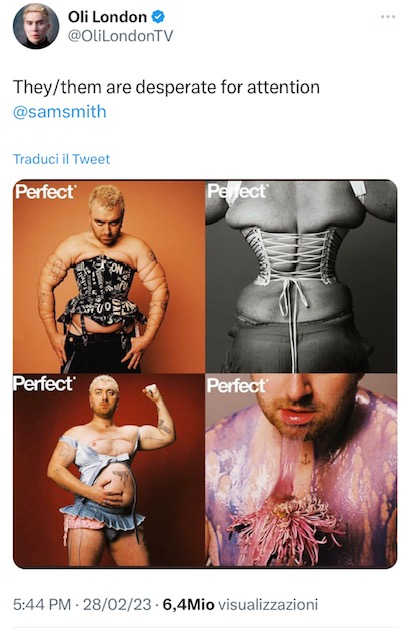 Oli London
@OliLondonTV
They/them are desperate for attention
@samsmith
Traduci il Tweet
Perfect
Perfect
Perfect
Perfect
5:44 PM · 28/02/23 · 6,4Mio visualizzazioni